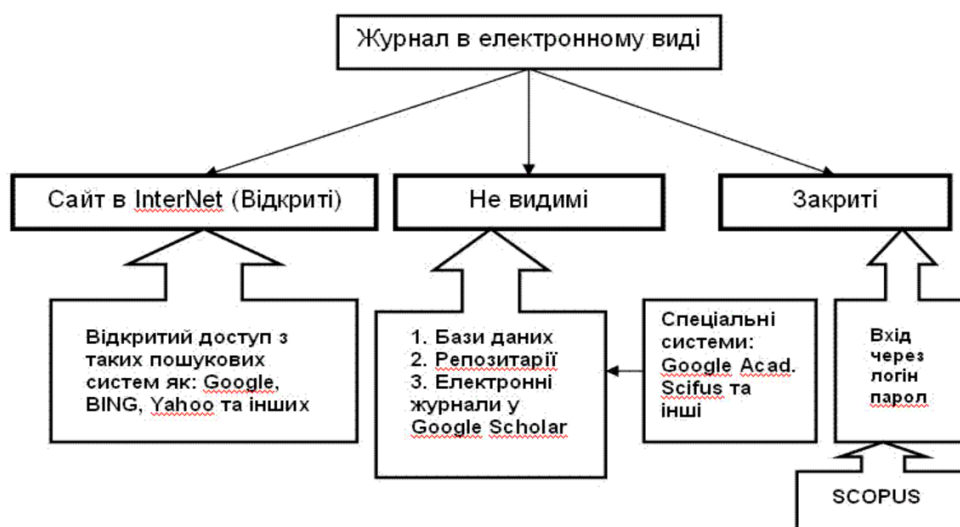 Журнал в електронному виді
Сайт в InterNet (Відкриті)
Не видимі
Закриті
Відкритий доступ з
таких пошукових
систем як: Google,
BING, Yahoo та інших
1. Бази даних
2. Репозитарії
3. Електронні
журнали у
Google Scholar
Спеціальні
системи:
Google Acad.
Scifus та
інші
Вхід
через
логін
парол
SCOPUS